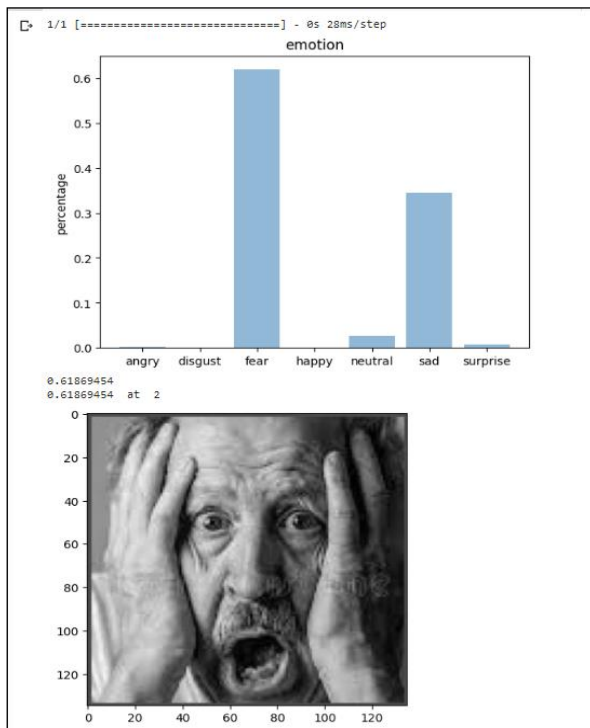 1/1 [==============================] - 0s 28ms/step
emotion
percentage
0.6
0.5
0.4
0.3
0.2
0.1
0.0
angry disgust fear happy neutral sad surprise
0.61869454
0.61869454 at 2
0
20
40
60
80
100
120
0 20 40 60 80 100 120